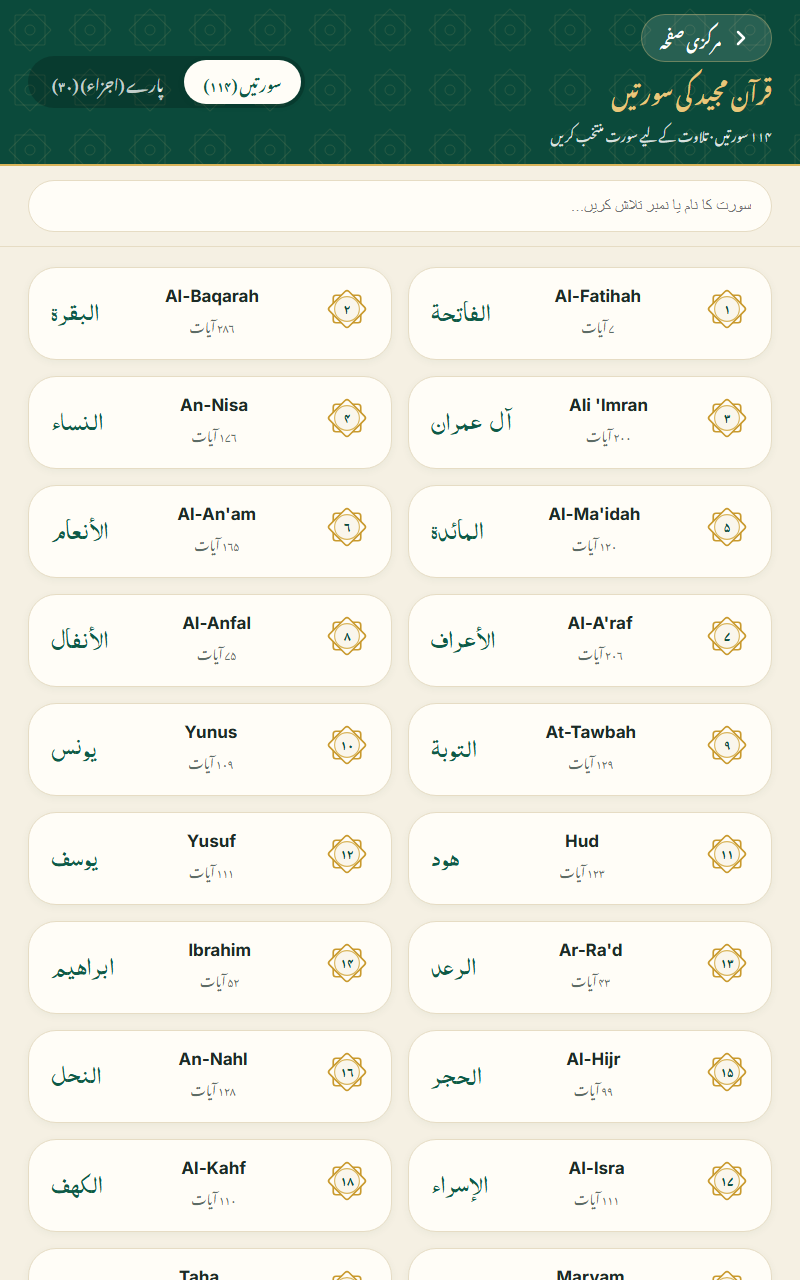 مرکزی صفحہ
قرآن مجید کی سورتیں
۱۱۴ سورتیں · تلاوت کے لیے سورت منتخب کریں
سورتیں (۱۱۴)
پارے (اجزاء) (۳۰)
سورت کا نام یا نمبر تلاش کریں...
۱
Al-Fatihah
۷ آیات
الفاتحة
۲
Al-Baqarah
۲۸۶ آیات
البقرة
۳
Ali 'Imran
۲۰۰ آیات
آل عمران
۴
An-Nisa
۱۷۶ آیات
النساء
۵
Al-Ma'idah
۱۲۰ آیات
المائدة
۶
Al-An'am
۱۶۵ آیات
الأنعام
۷
Al-A'raf
۲۰۶ آیات
الأعراف
۸
Al-Anfal
۷۵ آیات
الأنفال
۹
At-Tawbah
۱۲۹ آیات
التوبة
۱۰
Yunus
۱۰۹ آیات
يونس
۱۱
Hud
۱۲۳ آیات
هود
۱۲
Yusuf
۱۱۱ آیات
يوسف
۱۳
Ar-Ra'd
۴۳ آیات
الرعد
۱۴
Ibrahim
۵۲ آیات
ابراهيم
۱۵
Al-Hijr
۹۹ آیات
الحجر
۱۶
An-Nahl
۱۲۸ آیات
النحل
۱۷
Al-Isra
۱۱۱ آیات
الإسراء
۱۸
Al-Kahf
۱۱۰ آیات
الكهف
Maryam
Taha